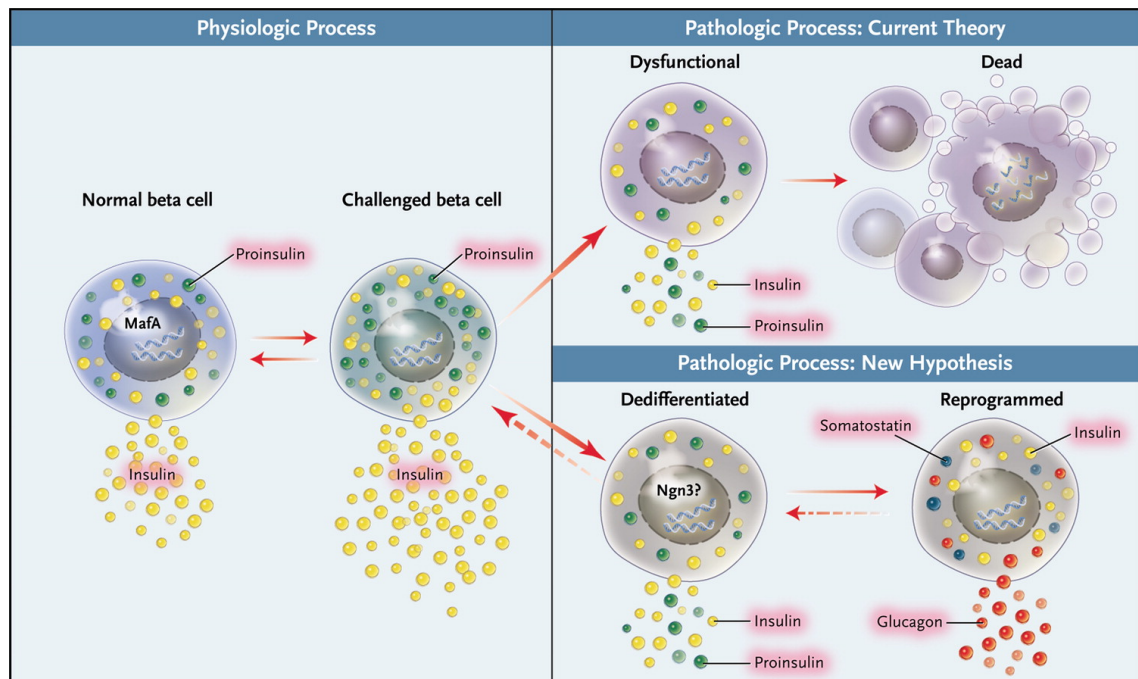 Physiologic Process
Normal beta cell
Challenged beta cell
Proinsulin
Proinsulin
MafA
Insulin
Insulin
Pathologic Process: Current Theory
Dysfunctional
Dead
Insulin
Proinsulin
Pathologic Process: New Hypothesis
Dedifferentiated
Reprogrammed
Somatostatin
Insulin
Ngn3?
Insulin
Glucagon
Proinsulin